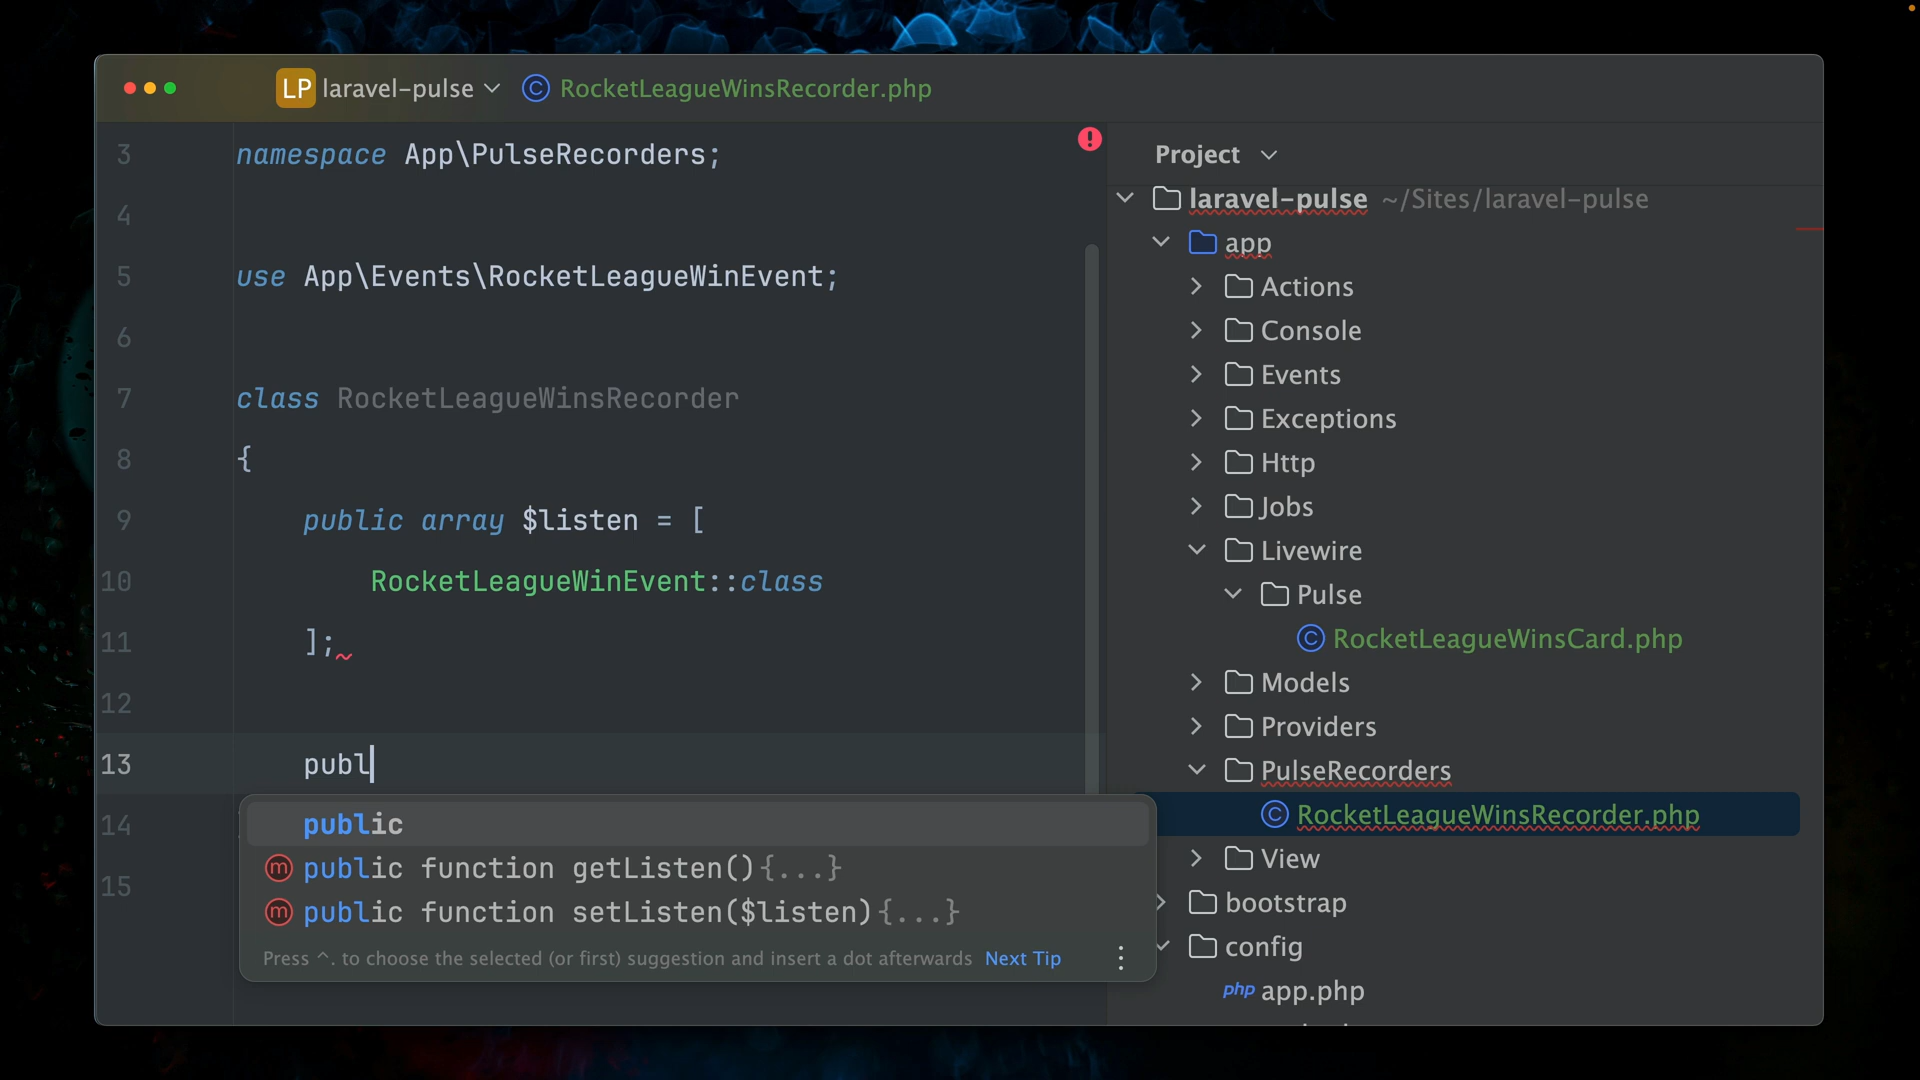 LP laravel-pulse RocketLeagueWinsRecorder.php
3 namespace App\PulseRecorders;
4
5 use App\Events\RocketLeagueWinEvent;
6
7 class RocketLeagueWinsRecorder
8 {
9 public array $listen = [
10 RocketLeagueWinEvent::class
11 ];
12
13 publ
14
15
public
m public function getListen(){...}
m public function setListen($listen){...}
Press ^. to choose the selected (or first) suggestion and insert a dot afterwards Next Tip
Project
laravel-pulse ~/Sites/laravel-pulse
app
Actions
Console
Events
Exceptions
Http
Jobs
Livewire
Pulse
C RocketLeagueWinsCard.php
Models
Providers
PulseRecorders
C RocketLeagueWinsRecorder.php
View
bootstrap
config
php app.php